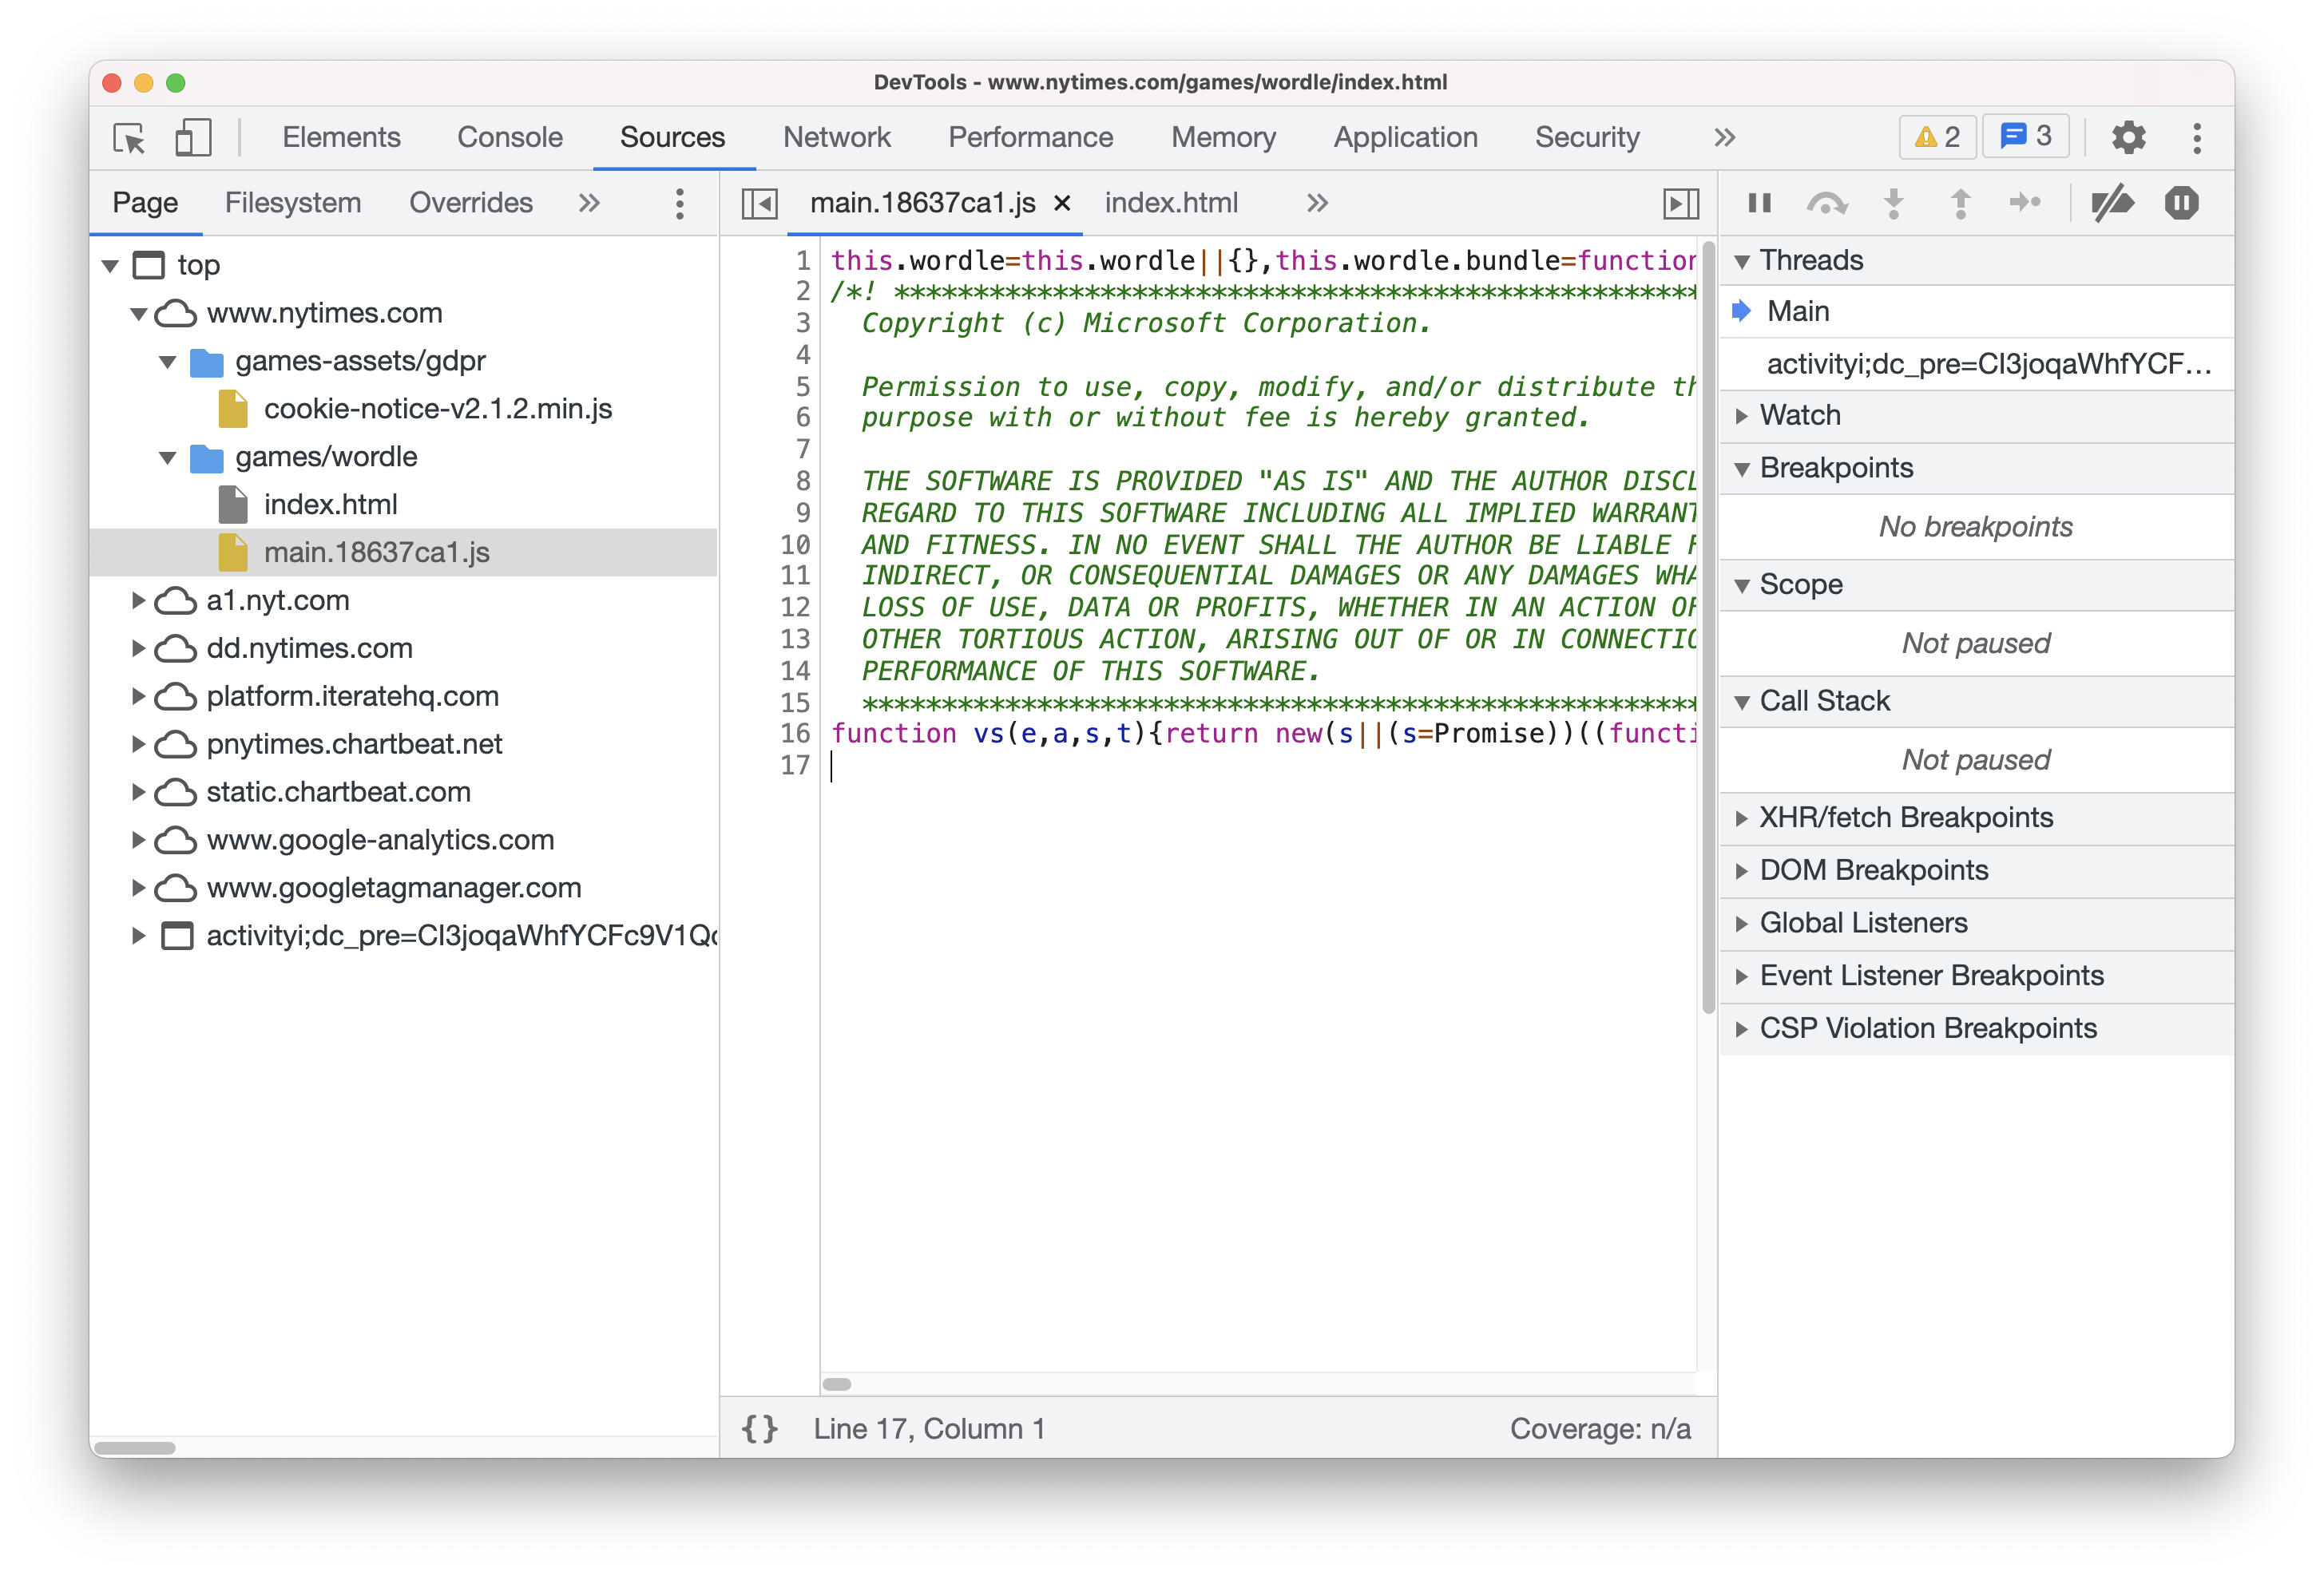 DevTools - www.nytimes.com/games/wordle/index.html
Elements Console Sources Network Performance Memory Application Security » 2 3
Page Filesystem Overrides »
top
www.nytimes.com
games-assets/gdpr
cookie-notice-v2.1.2.min.js
games/wordle
index.html
main.18637ca1.js
a1.nyt.com
dd.nytimes.com
platform.iteratehq.com
pnytimes.chartbeat.net
static.chartbeat.com
www.google-analytics.com
www.googletagmanager.com
activityi;dc_pre=CI3joqaWhfYCFc9V1Q
main.18637ca1.js × index.html »
1 this.wordle=this.wordle||{},this.wordle.bundle=function
2 /*! ***************************************************
3 Copyright (c) Microsoft Corporation.
4
5 Permission to use, copy, modify, and/or distribute th
6 purpose with or without fee is hereby granted.
7
8 THE SOFTWARE IS PROVIDED "AS IS" AND THE AUTHOR DISCL
9 REGARD TO THIS SOFTWARE INCLUDING ALL IMPLIED WARRANT
10 AND FITNESS. IN NO EVENT SHALL THE AUTHOR BE LIABLE F
11 INDIRECT, OR CONSEQUENTIAL DAMAGES OR ANY DAMAGES WHA
12 LOSS OF USE, DATA OR PROFITS, WHETHER IN AN ACTION OF
13 OTHER TORTIOUS ACTION, ARISING OUT OF OR IN CONNECTIO
14 PERFORMANCE OF THIS SOFTWARE.
15 *****************************************************
16 function vs(e,a,s,t){return new(s||(s=Promise))((functi
17
{} Line 17, Column 1 Coverage: n/a
Threads
Main
activityi;dc_pre=CI3joqaWhfYCF…
Watch
Breakpoints
No breakpoints
Scope
Not paused
Call Stack
Not paused
XHR/fetch Breakpoints
DOM Breakpoints
Global Listeners
Event Listener Breakpoints
CSP Violation Breakpoints